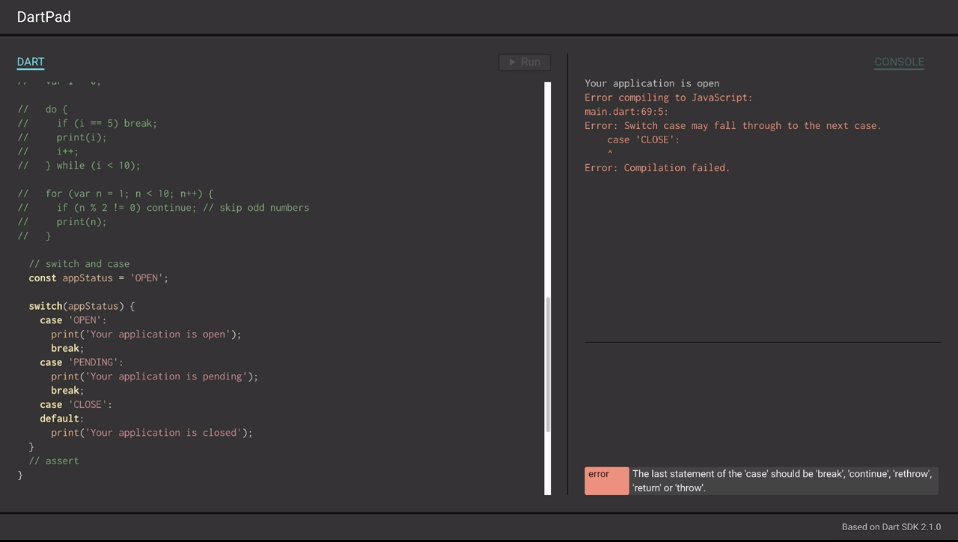 DartPad
DART
Run
CONSOLE
// do {
// if (i == 5) break;
// print(i);
// i++;
// } while (i < 10);
// for (var n = 1; n < 10; n++) {
// if (n % 2 != 0) continue; // skip odd numbers
// print(n);
// }
// switch and case
const appStatus = 'OPEN';
switch(appStatus) {
case 'OPEN':
print('Your application is open');
break;
case 'PENDING':
print('Your application is pending');
break;
case 'CLOSE':
default:
print('Your application is closed');
}
// assert
}
Your application is open
Error compiling to JavaScript:
main.dart:69:5:
Error: Switch case may fall through to the next case.
case 'CLOSE':
^
Error: Compilation failed.
error
The last statement of the 'case' should be 'break', 'continue', 'rethrow',
'return' or 'throw'.
Based on Dart SDK 2.1.0